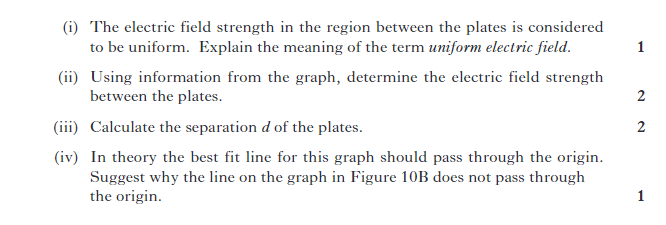 (i) The electric field strength in the region between the plates is considered
to be uniform. Explain the meaning of the term uniform electric field. 1
(ii) Using information from the graph, determine the electric field strength
between the plates. 2
(iii) Calculate the separation d of the plates. 2
(iv) In theory the best fit line for this graph should pass through the origin.
Suggest why the line on the graph in Figure 10B does not pass through
the origin. 1